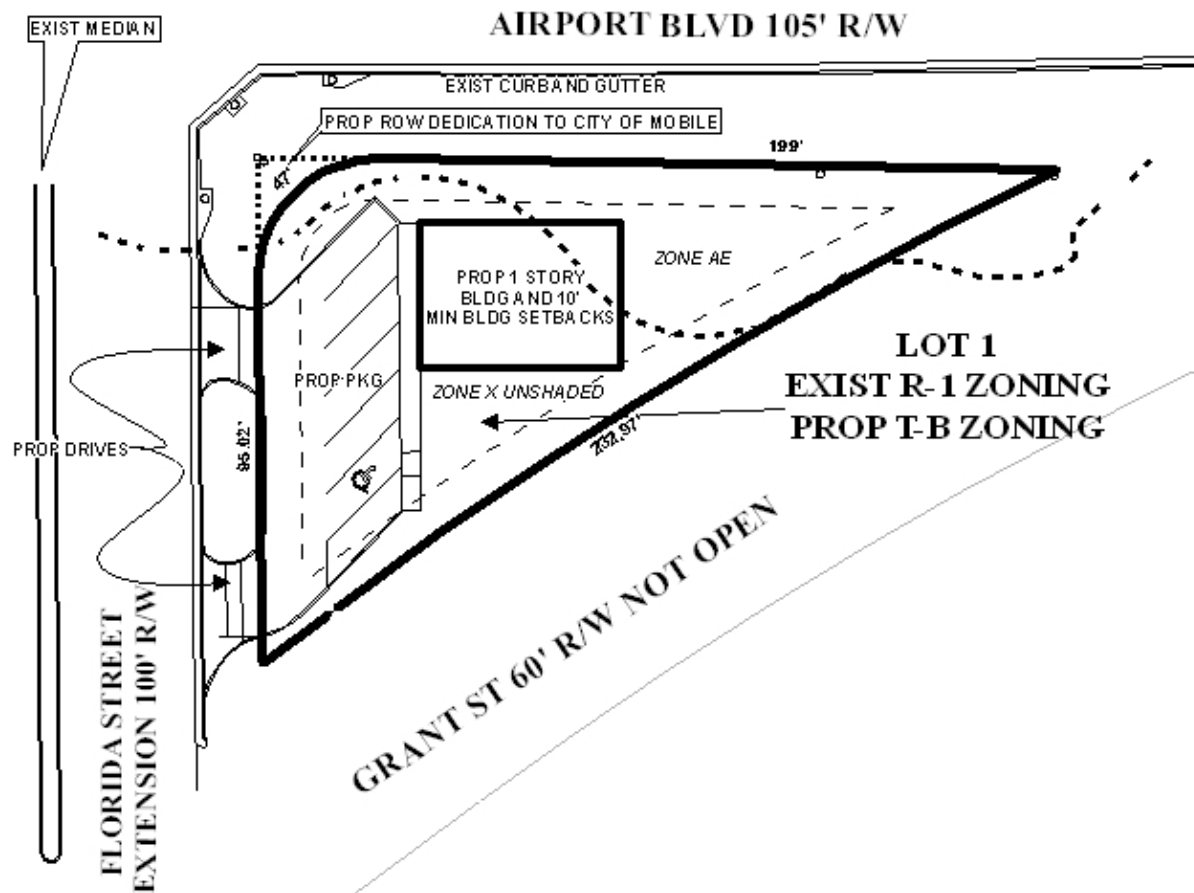 AIRPORT BLVD 105' R/W
EXIST MEDIAN
EXIST CURB AND GUTTER
PROP ROW DEDICATION TO CITY OF MOBILE
199'
47'
ZONE AE
PROP 1 STORY
BLDG AND 10'
MIN BLDG SETBACKS
LOT 1
EXIST R-1 ZONING
PROP T-B ZONING
PROP PKG
ZONE X UNSHADED
PROP DRIVES
95.02'
232.97'
GRANT ST 60' R/W NOT OPEN
FLORIDA STREET
EXTENSION 100' R/W